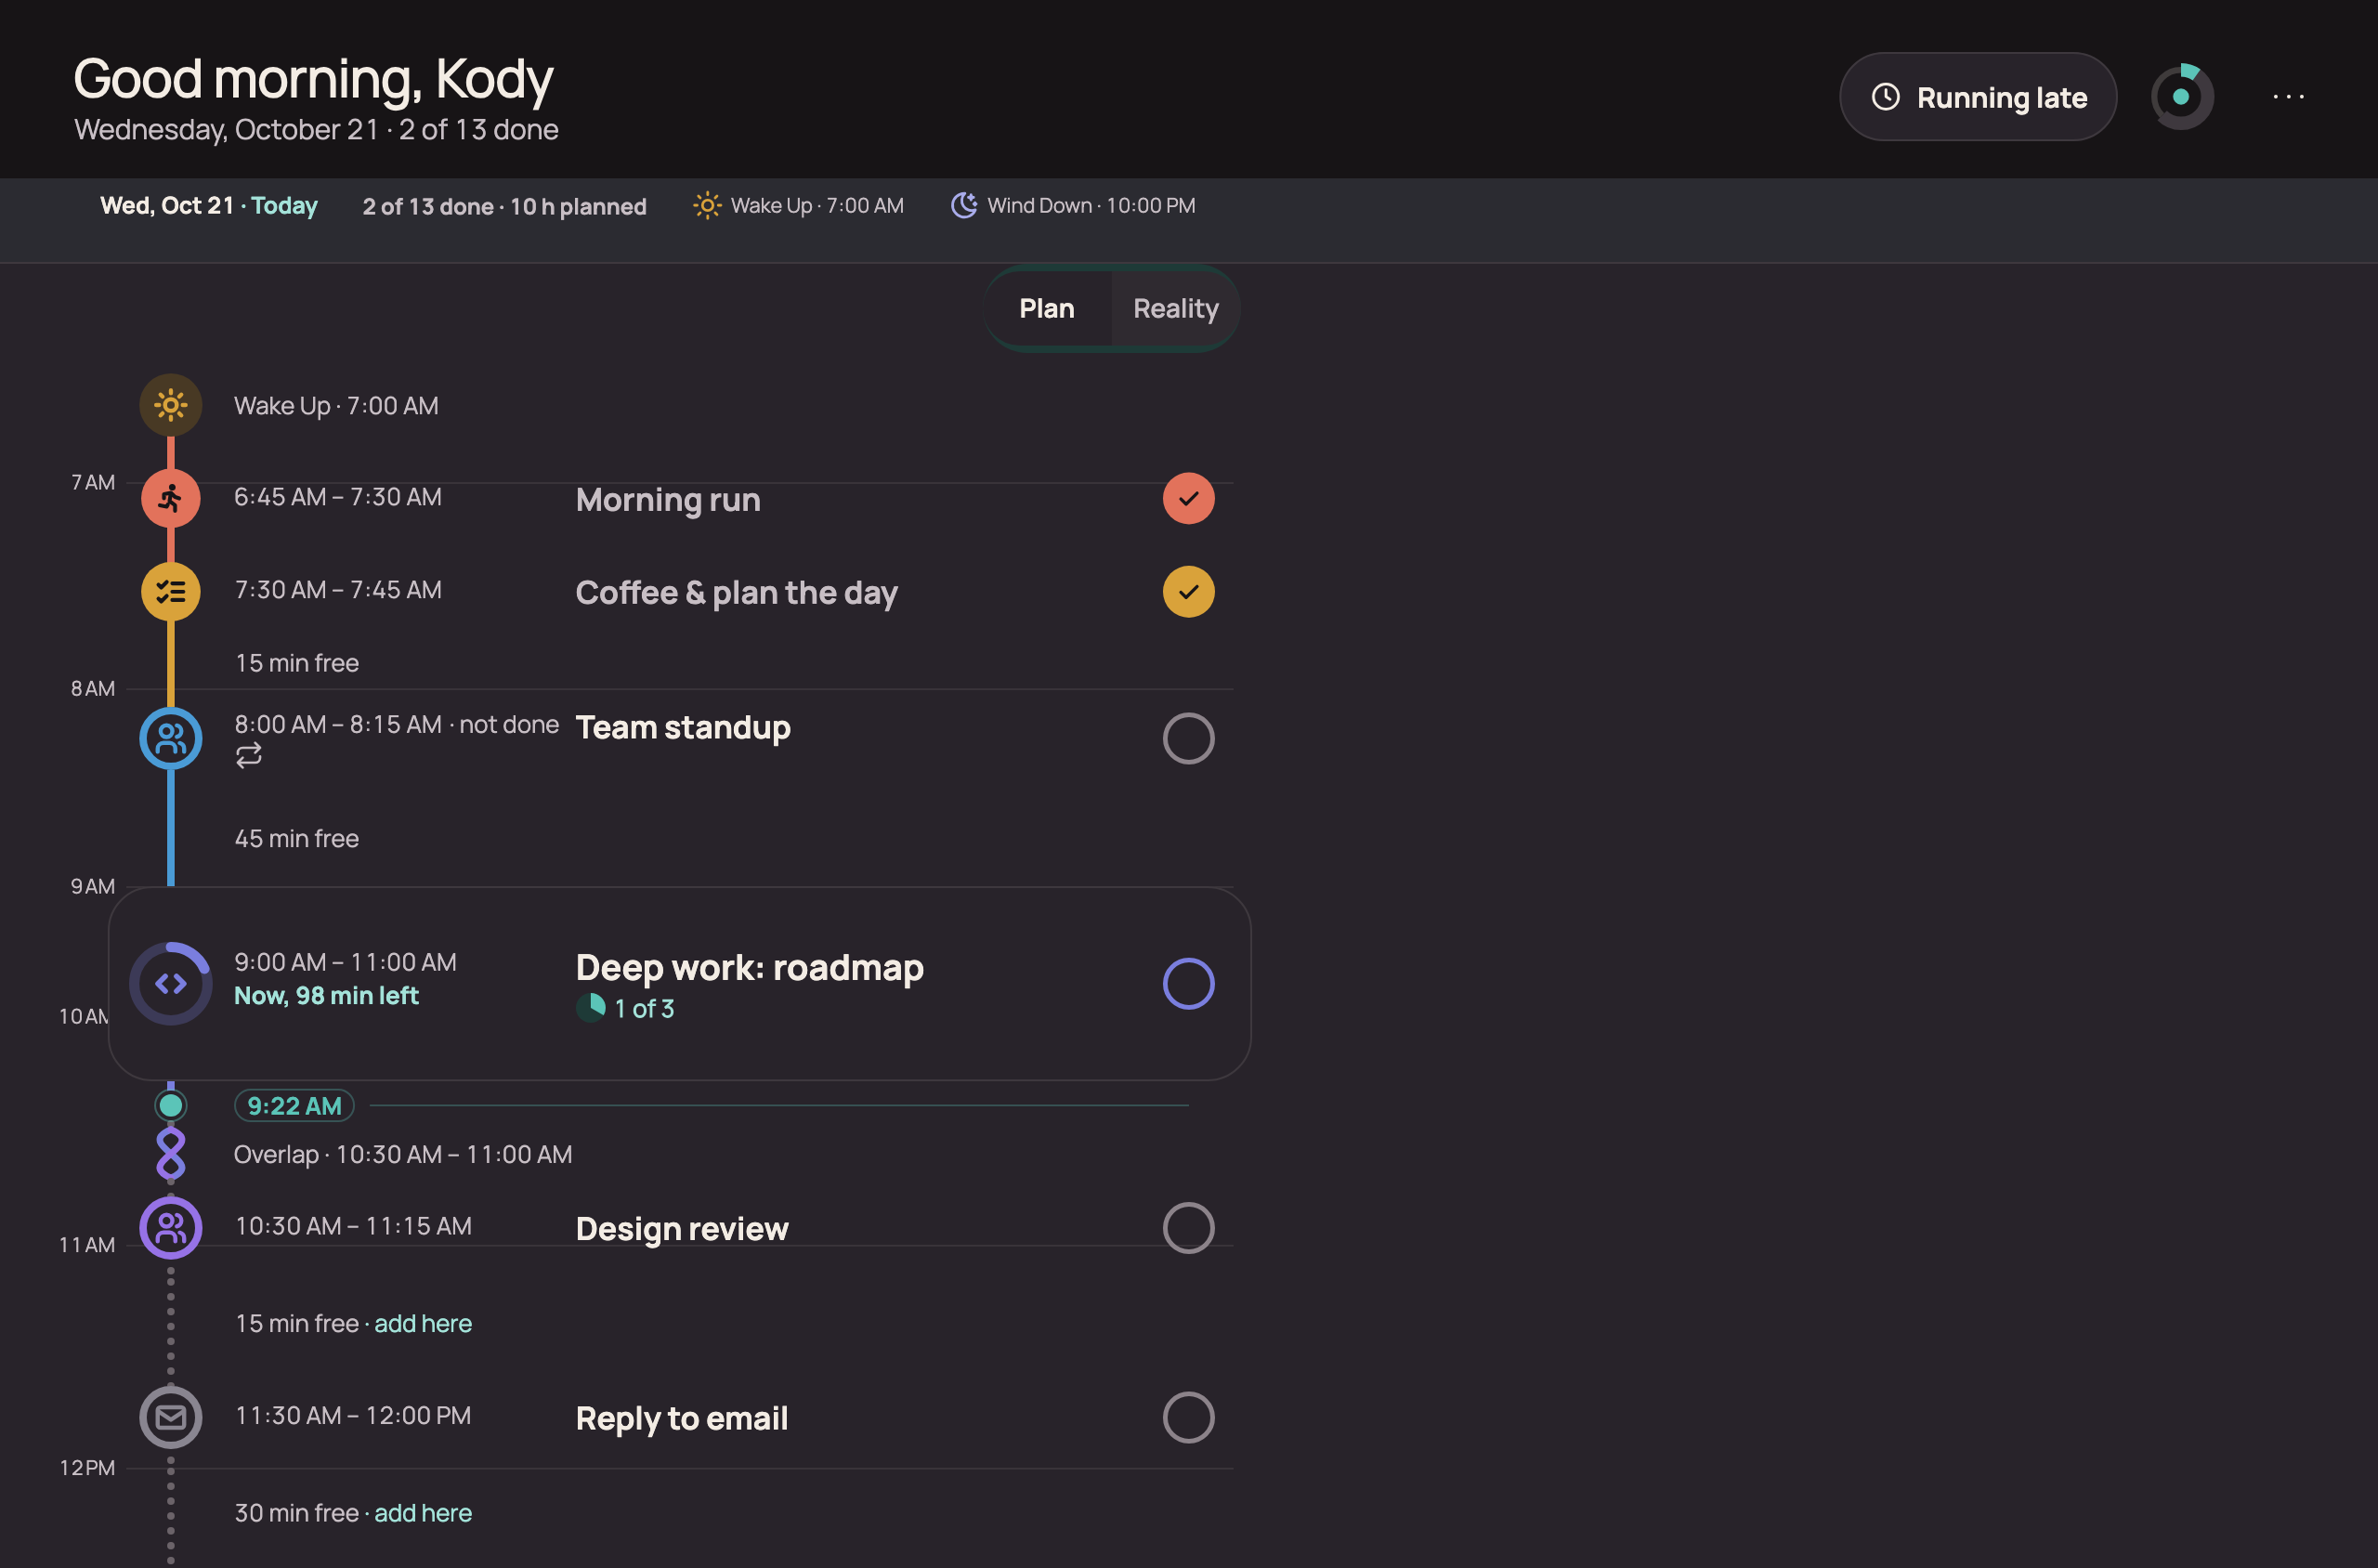 Good morning, Kody
Wednesday, October 21 · 2 of 13 done
Running late
Wed, Oct 21 · Today
2 of 13 done · 10 h planned
Wake Up · 7:00 AM
Wind Down · 10:00 PM
Plan
Reality
Wake Up · 7:00 AM
7 AM
6:45 AM – 7:30 AM
Morning run
7:30 AM – 7:45 AM
Coffee & plan the day
15 min free
8 AM
8:00 AM – 8:15 AM · not done
Team standup
45 min free
9 AM
9:00 AM – 11:00 AM
Deep work: roadmap
Now, 98 min left
1 of 3
10 AM
9:22 AM
Overlap · 10:30 AM – 11:00 AM
10:30 AM – 11:15 AM
Design review
11 AM
15 min free · add here
11:30 AM – 12:00 PM
Reply to email
12 PM
30 min free · add here